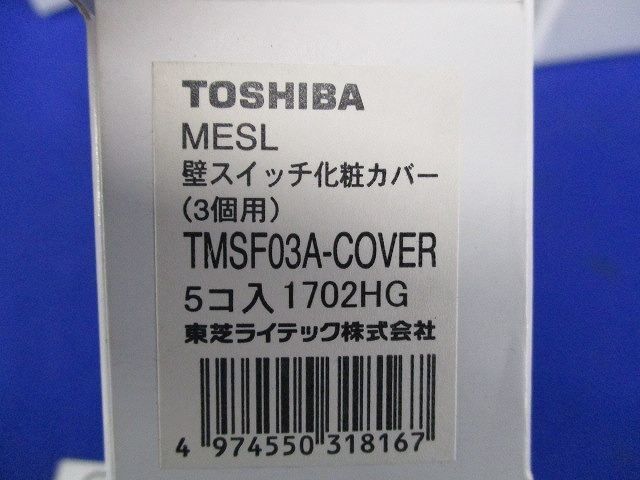 TOSHIBA
MESL
壁スイッチ化粧カバー
(3個用)
TMSF03A-COVER
5コ入 1702HG
東芝ライテック株式会社
4 974550 318167